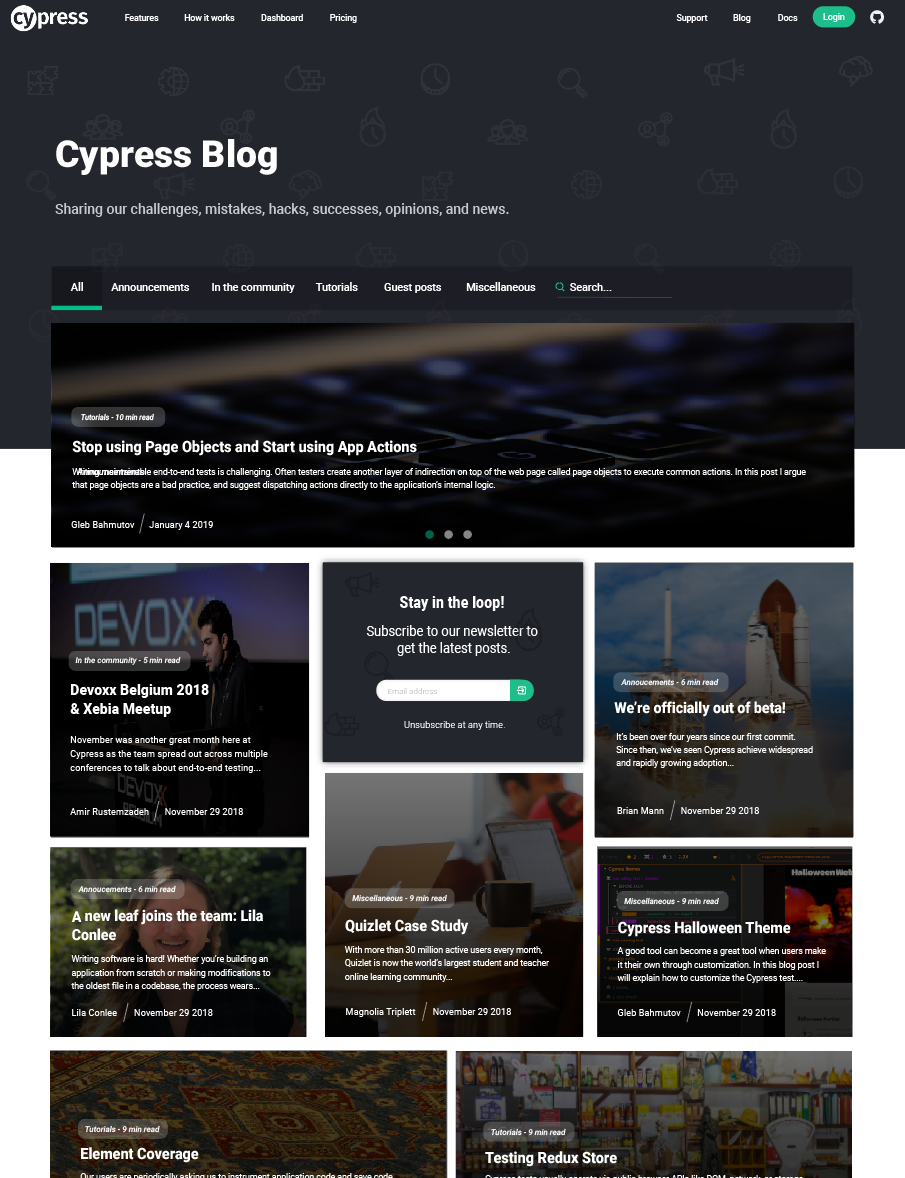 cypress
Features How it works Dashboard Pricing
Support Blog Docs Login
Cypress Blog
Sharing our challenges, mistakes, hacks, successes, opinions, and news.
All Announcements In the community Tutorials Guest posts Miscellaneous Search...
Tutorials - 10 min read
Stop using Page Objects and Start using App Actions
end-to-end tests is challenging. Often testers create another layer of indirection on top of the web page called page objects to execute common actions. In this post I argue
that page objects are a bad practice, and suggest dispatching actions directly to the application's internal logic.
Gleb Bahmutov January 4 2019
DEVOXX
In the community - 5 min read
Devoxx Belgium 2018
& Xebia Meetup
November was another great month here at
Cypress as the team spread out across multiple
conferences to talk about end-to-end testing...
DEVOXX
BELGIUM
Amir Rustemzadeh November 29 2018
Stay in the loop!
Subscribe to our newsletter to
get the latest posts.
Email address
Unsubscribe at any time.
Annoucements - 6 min read
We're officially out of beta!
It's been over four years since our first commit.
Since then, we've seen Cypress achieve widespread
and rapidly growing adoption...
Brian Mann November 29 2018
Annoucements - 6 min read
A new leaf joins the team: Lila
Conlee
Writing software is hard! Whether you're building an
application from scratch or making modifications to
the oldest file in a codebase, the process wears...
Lila Conlee November 29 2018
Miscellaneous - 9 min read
Quizlet Case Study
With more than 30 million active users every month,
Quizlet is now the world's largest student and teacher
online learning community...
Magnolia Triplett November 29 2018
Halloween Web
Miscellaneous - 9 min read
Cypress Halloween Theme
A good tool can become a great tool when users make
it their own through customization. In this blog post I
will explain how to customize the Cypress test....
Gleb Bahmutov November 29 2018
Tutorials - 9 min read
Element Coverage
Our users are periodically asking us to instrument application code and save code
Tutorials - 9 min read
Testing Redux Store